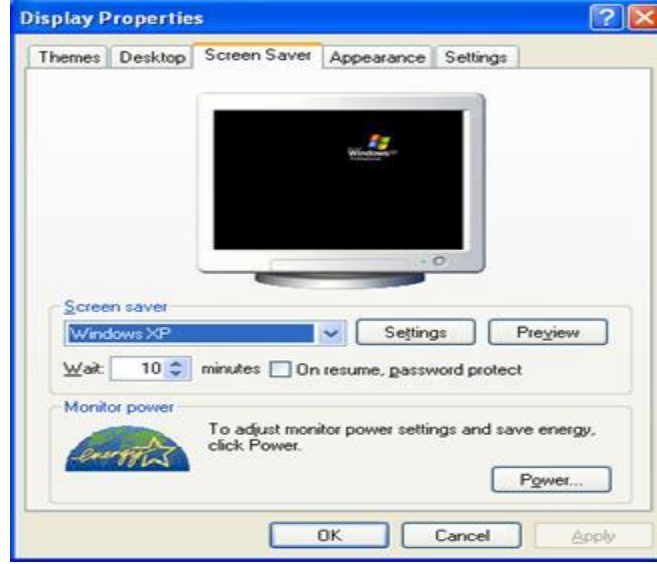 Display Properties
Themes Desktop Screen Saver Appearance Settings
Windows
Screen saver
Windows XP Settings Preview
Wait: 10 minutes On resume, password protect
Monitor power
energy To adjust monitor power settings and save energy,
click Power.
Power...
OK Cancel Apply